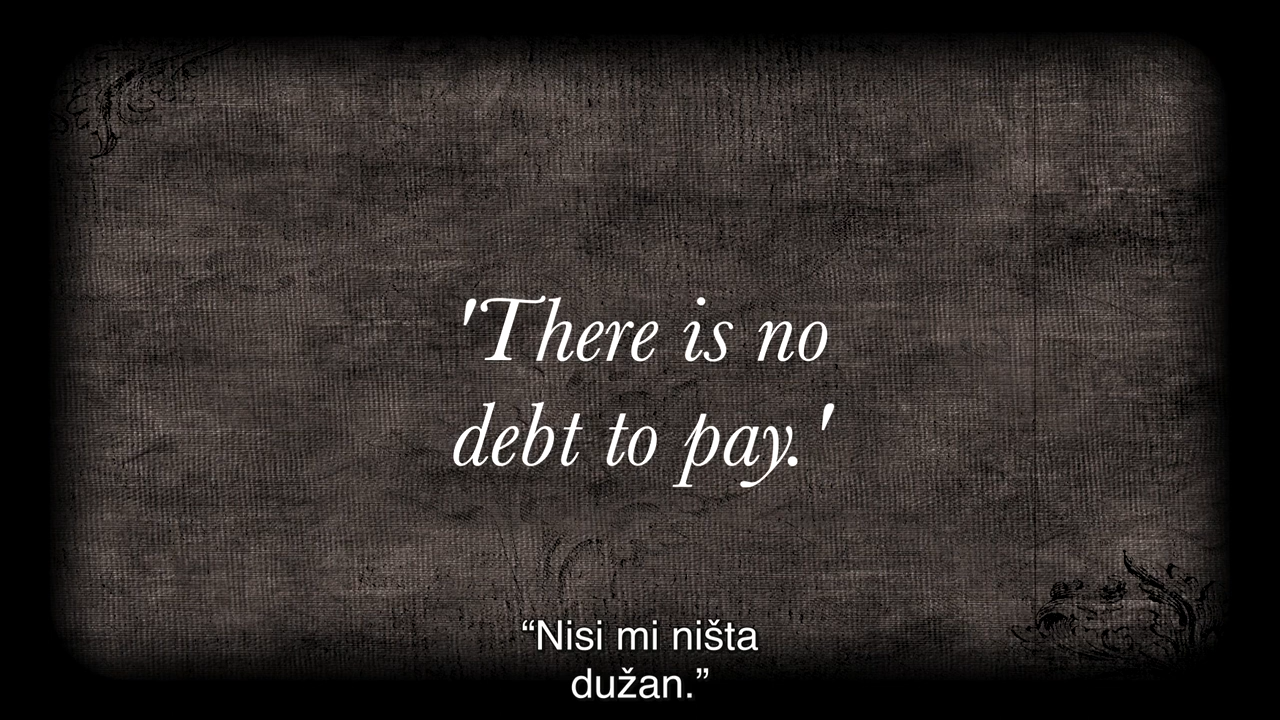 'There is no
debt to pay.'
“Nisi mi ništa
dužan.”